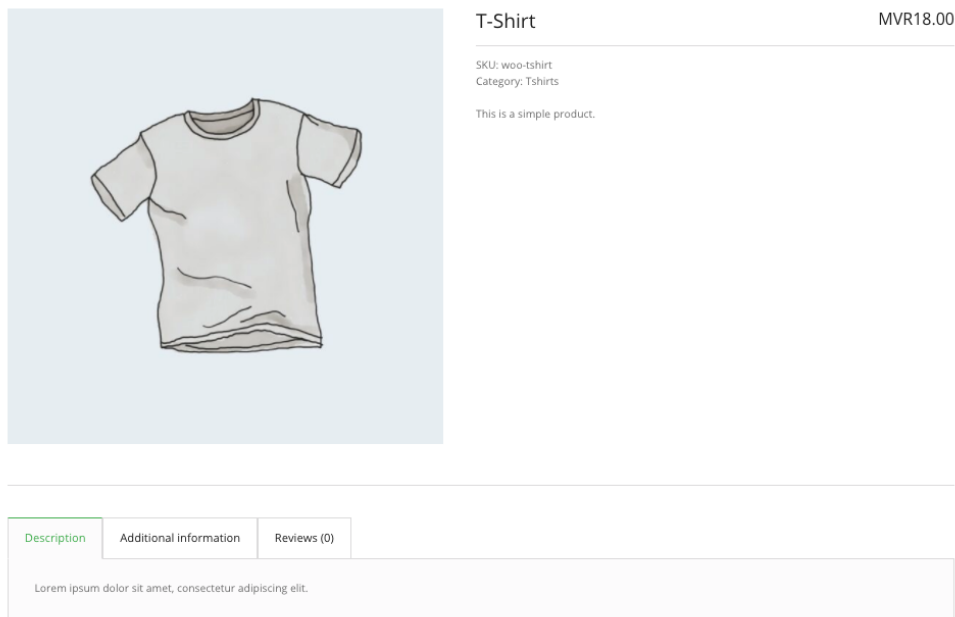 T-Shirt
MVR18.00
SKU: woo-tshirt
Category: Tshirts
This is a simple product.
Description
Additional information
Reviews (0)
Lorem ipsum dolor sit amet, consectetur adipiscing elit.